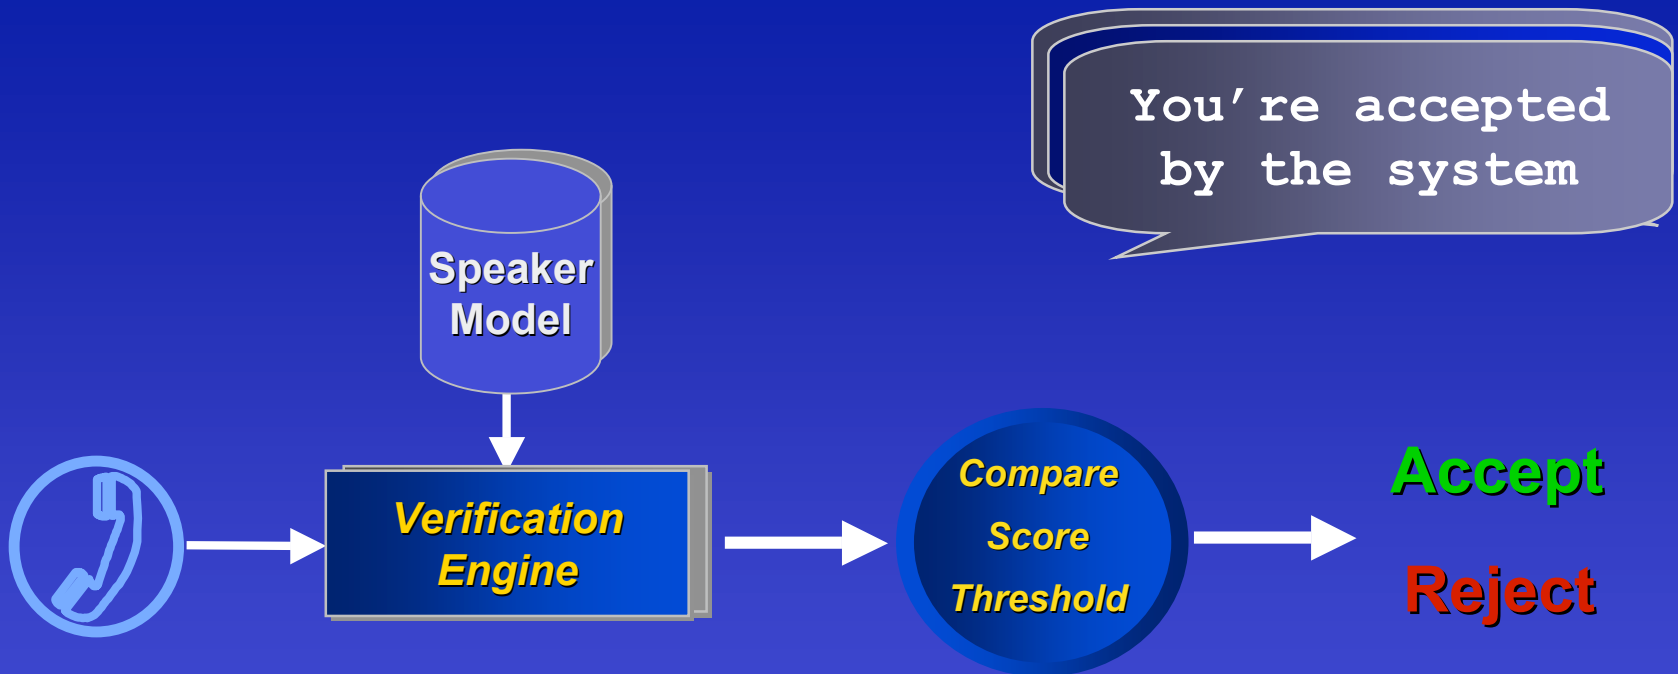 You're accepted
by the system
Speaker
Model
Verification
Engine
Compare
Score
Threshold
Accept
Reject